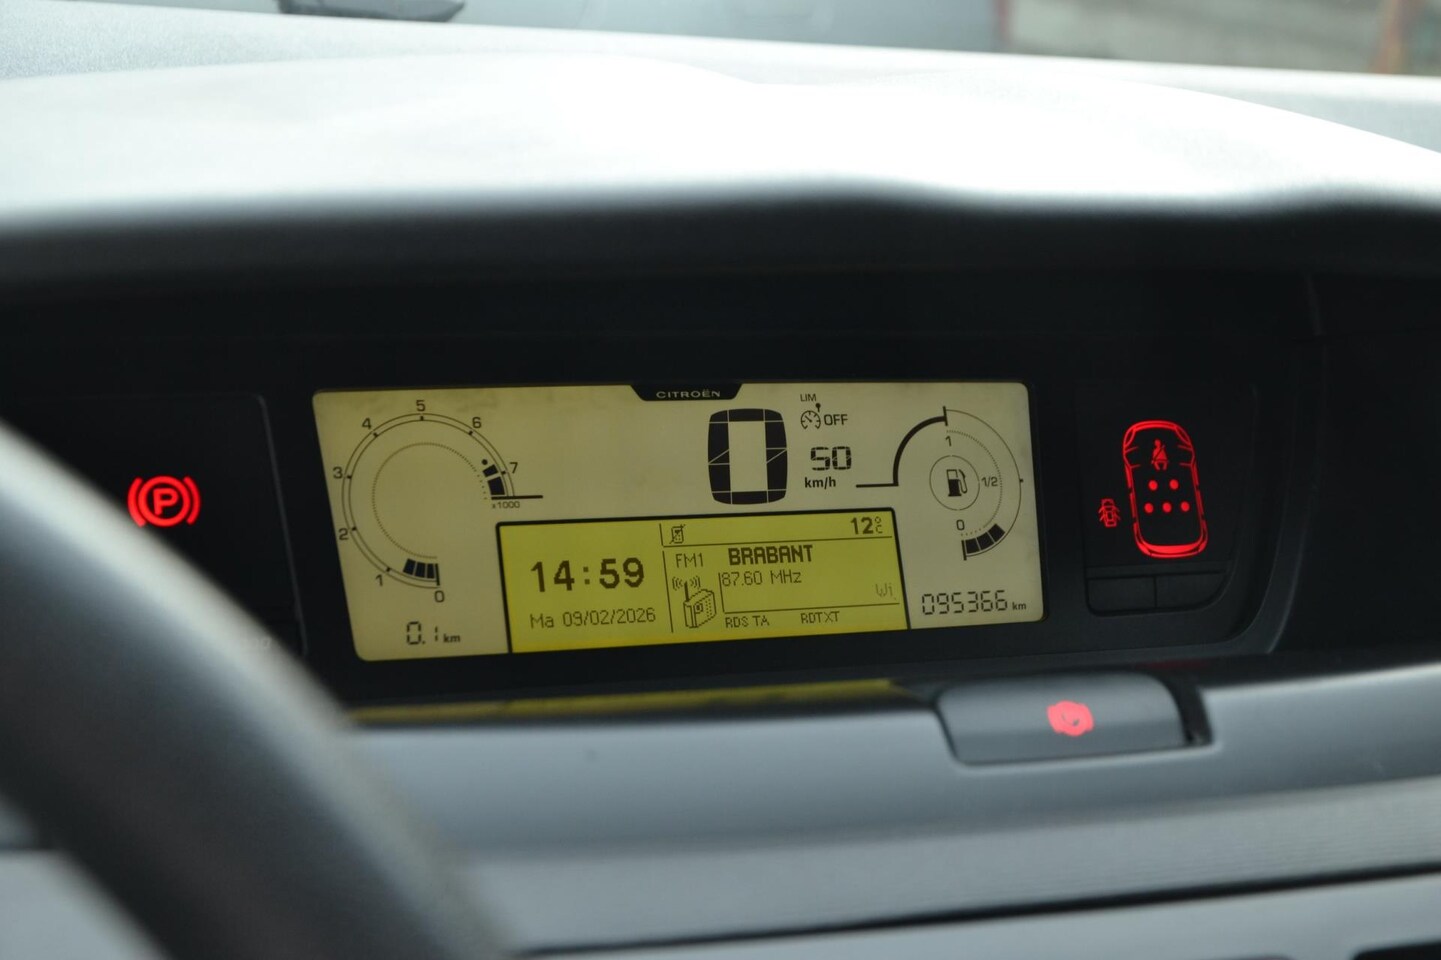 CITROËN
5
4
6
3
7
x1000
2
1
0
0.1 km
0
LIM
OFF
50
km/h
1
1/2
0
095366 km
12°C
14:59
FM1 BRABANT
87.60 MHz
Wi
Ma 09/02/2026
RDS TA RDTXT
P